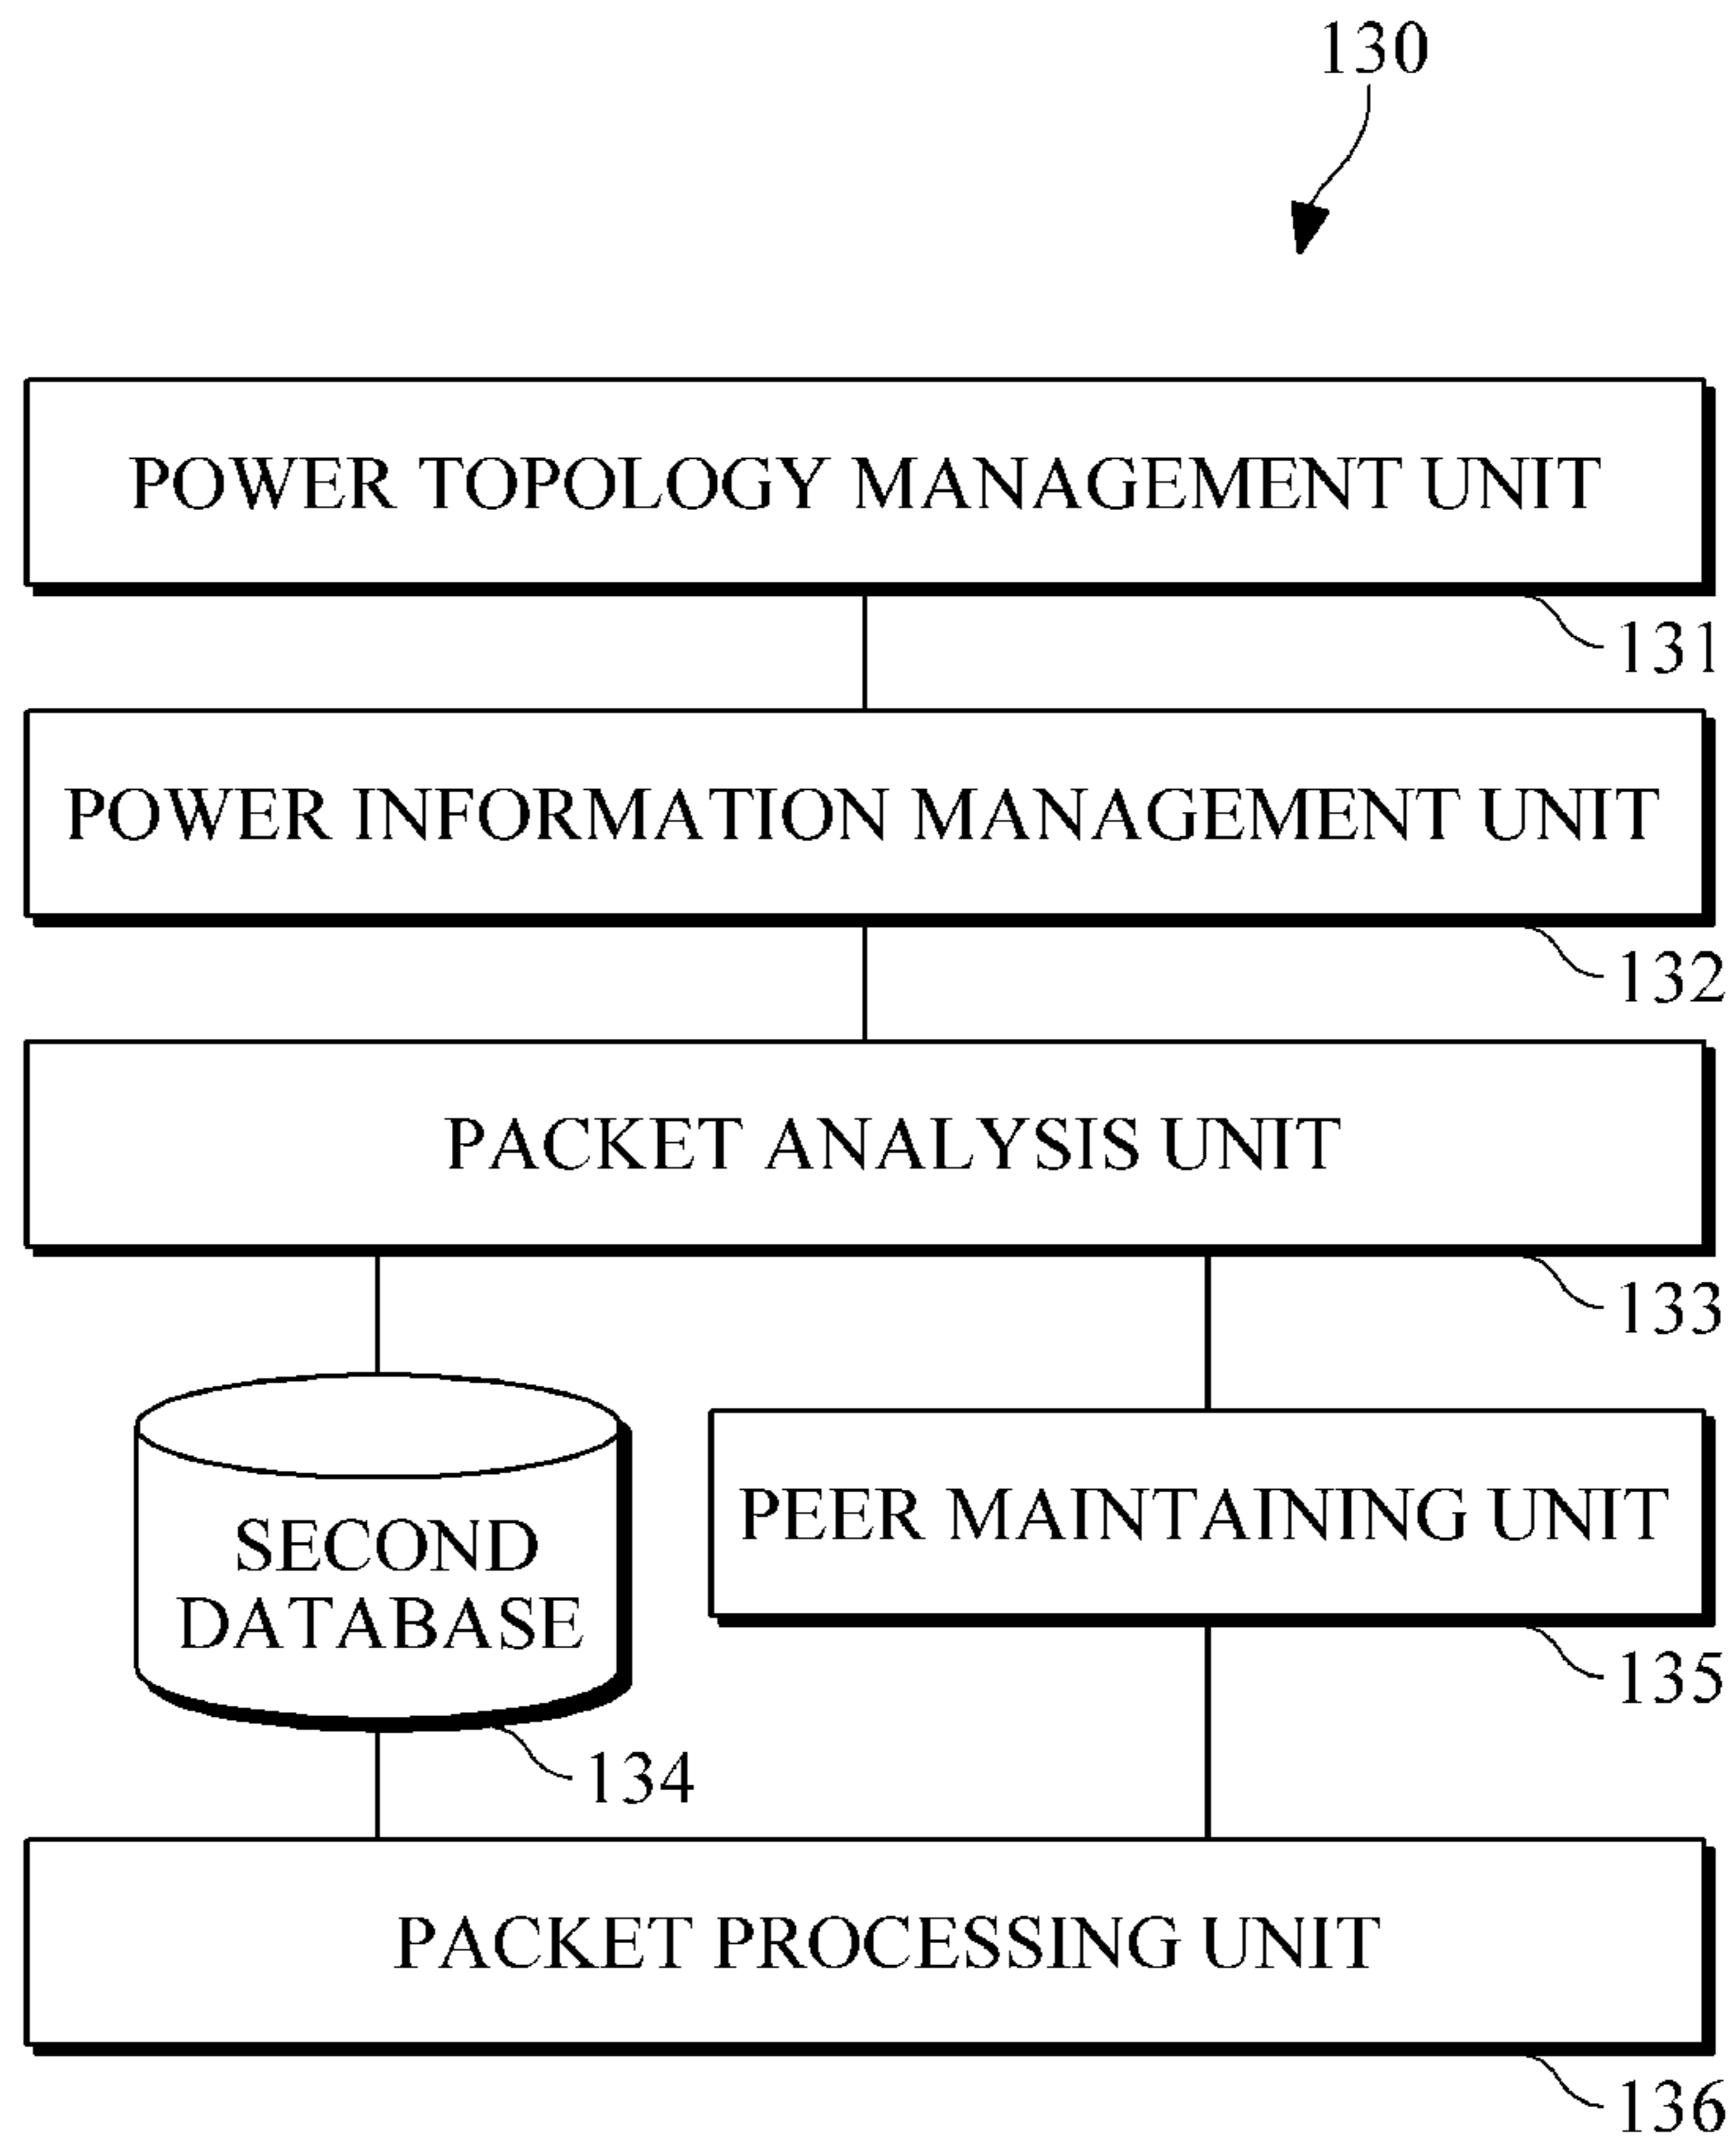 130
POWER TOPOLOGY MANAGEMENT UNIT
131
POWER INFORMATION MANAGEMENT UNIT
132
PACKET ANALYSIS UNIT
133
SECOND
DATABASE
134
PEER MAINTAINING UNIT
135
PACKET PROCESSING UNIT
136